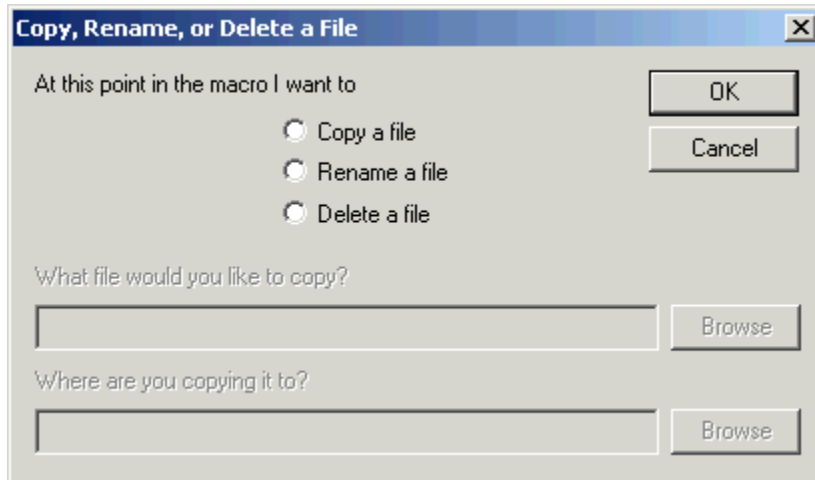 Copy, Rename, or Delete a File
At this point in the macro I want to
OK
Copy a file
Cancel
Rename a file
Delete a file
What file would you like to copy?
Browse
Where are you copying it to?
Browse